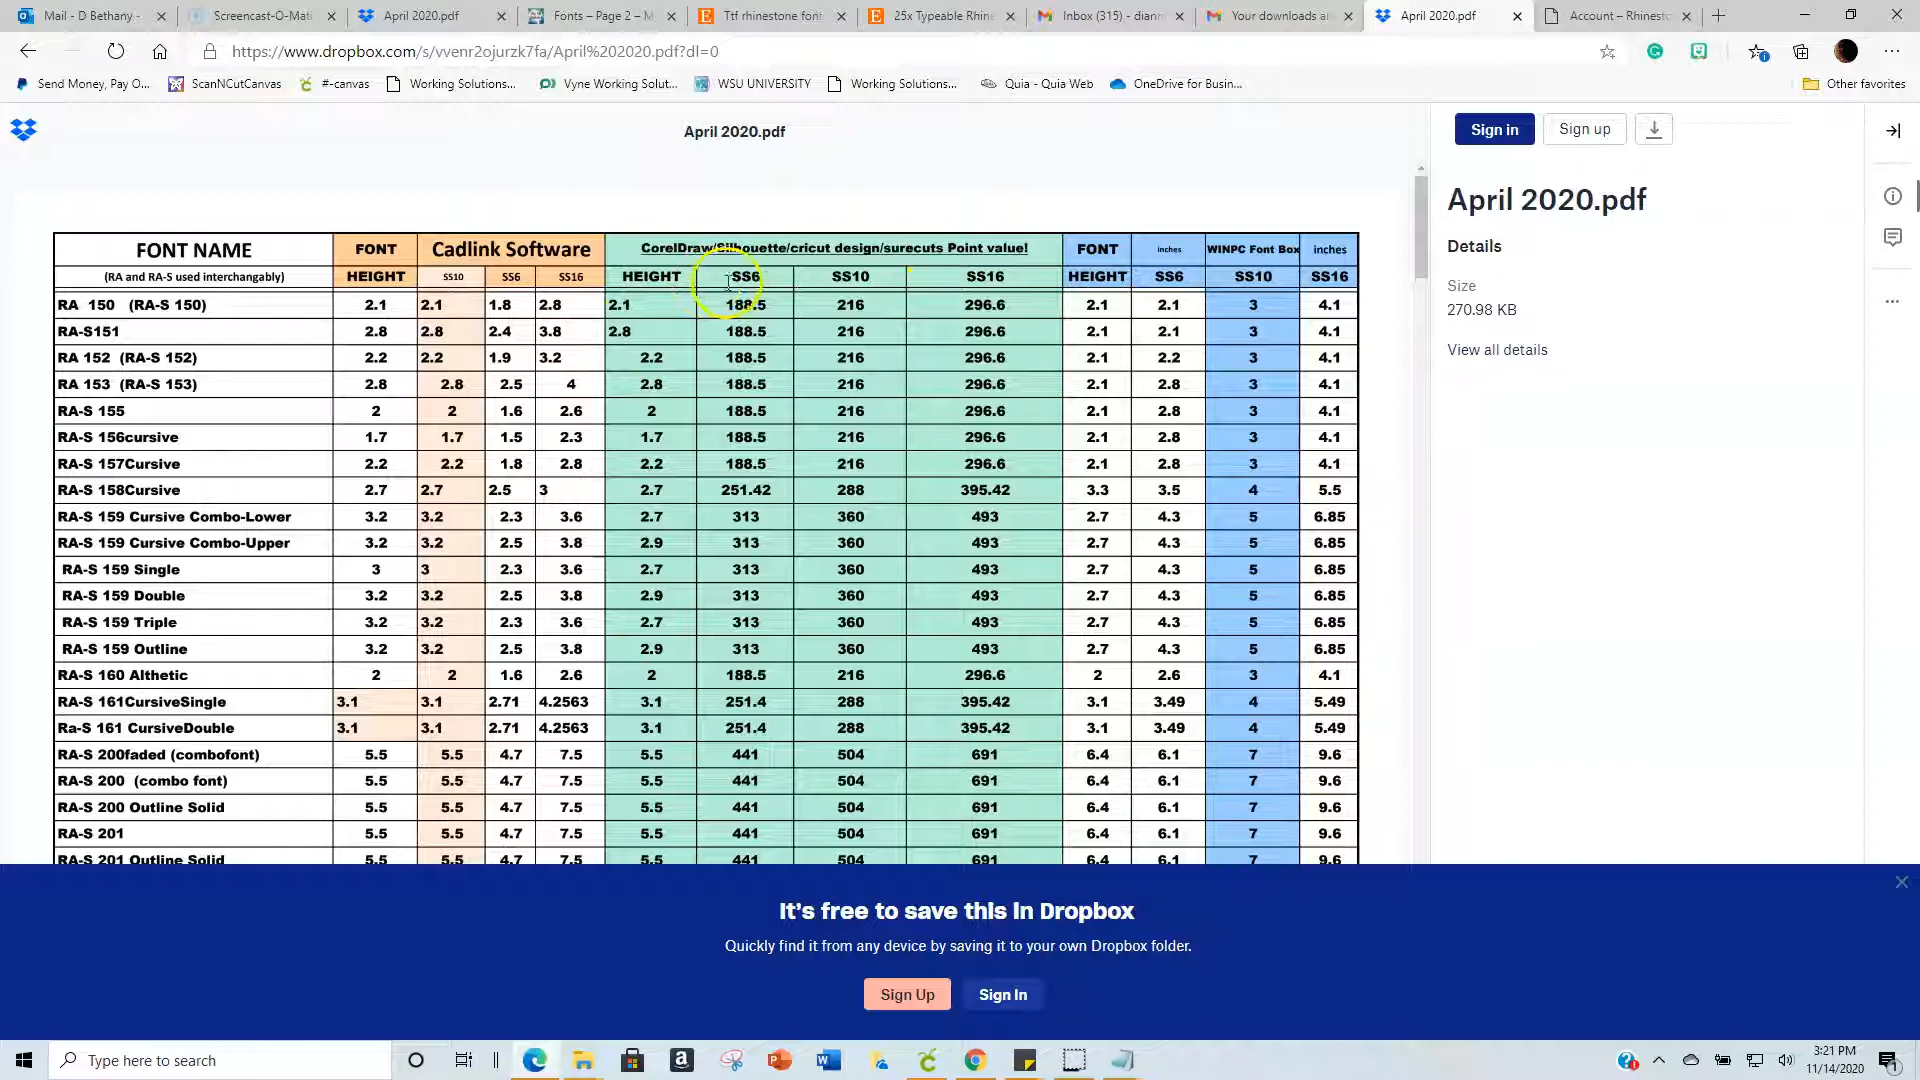 Mail - D Bethany -
Screencast-O-Mati
April 2020.pdf
Fonts – Page 2 – M
Ttf rhinestone font
25x Typeable Rhine
Inbox (315) - diann
Your downloads a
April 2020.pdf
Account – Rhinesto
https://www.dropbox.com/s/vvenr2ojurzk7fa/April%202020.pdf?dl=0
Send Money, Pay O...
ScanNCutCanvas
#-canvas
Working Solutions...
Vyne Working Solut...
WSU UNIVERSITY
Working Solutions...
Quia - Quia Web
OneDrive for Busin...
Other favorites
April 2020.pdf
Sign in
Sign up
April 2020.pdf
Details
Size
270.98 KB
View all details
FONT NAME FONT Cadlink Software CorelDraw/Silhouette/cricut design/surecuts Point value! FONT inches WINPC Font Box inches
(RA and RA-S used interchangably) HEIGHT SS10 SS6 SS16 HEIGHT SS6 SS10 SS16 HEIGHT SS6 SS10 SS16
RA 150 (RA-S 150) 2.1 2.1 1.8 2.8 2.1 188.5 216 296.6 2.1 2.1 3 4.1
RA-S151 2.8 2.8 2.4 3.8 2.8 188.5 216 296.6 2.1 2.1 3 4.1
RA 152 (RA-S 152) 2.2 2.2 1.9 3.2 2.2 188.5 216 296.6 2.1 2.2 3 4.1
RA 153 (RA-S 153) 2.8 2.8 2.5 4 2.8 188.5 216 296.6 2.1 2.8 3 4.1
RA-S 155 2 2 1.6 2.6 2 188.5 216 296.6 2.1 2.8 3 4.1
RA-S 156cursive 1.7 1.7 1.5 2.3 1.7 188.5 216 296.6 2.1 2.8 3 4.1
RA-S 157Cursive 2.2 2.2 1.8 2.8 2.2 188.5 216 296.6 2.1 2.8 3 4.1
RA-S 158Cursive 2.7 2.7 2.5 3 2.7 251.42 288 395.42 3.3 3.5 4 5.5
RA-S 159 Cursive Combo-Lower 3.2 3.2 2.3 3.6 2.7 313 360 493 2.7 4.3 5 6.85
RA-S 159 Cursive Combo-Upper 3.2 3.2 2.5 3.8 2.9 313 360 493 2.7 4.3 5 6.85
RA-S 159 Single 3 3 2.3 3.6 2.7 313 360 493 2.7 4.3 5 6.85
RA-S 159 Double 3.2 3.2 2.5 3.8 2.9 313 360 493 2.7 4.3 5 6.85
RA-S 159 Triple 3.2 3.2 2.3 3.6 2.7 313 360 493 2.7 4.3 5 6.85
RA-S 159 Outline 3.2 3.2 2.5 3.8 2.9 313 360 493 2.7 4.3 5 6.85
RA-S 160 Althetic 2 2 1.6 2.6 2 188.5 216 296.6 2 2.6 3 4.1
RA-S 161CursiveSingle 3.1 3.1 2.71 4.2563 3.1 251.4 288 395.42 3.1 3.49 4 5.49
Ra-S 161 CursiveDouble 3.1 3.1 2.71 4.2563 3.1 251.4 288 395.42 3.1 3.49 4 5.49
RA-S 200faded (combofont) 5.5 5.5 4.7 7.5 5.5 441 504 691 6.4 6.1 7 9.6
RA-S 200 (combo font) 5.5 5.5 4.7 7.5 5.5 441 504 691 6.4 6.1 7 9.6
RA-S 200 Outline Solid 5.5 5.5 4.7 7.5 5.5 441 504 691 6.4 6.1 7 9.6
RA-S 201 5.5 5.5 4.7 7.5 5.5 441 504 691 6.4 6.1 7 9.6
RA-S 201 Outline Solid 5.5 5.5 4.7 7.5 5.5 441 504 691 6.4 6.1 7 9.6
It's free to save this in Dropbox
Quickly find it from any device by saving it to your own Dropbox folder.
Sign Up
Sign In
Type here to search
3:21 PM
11/14/2020